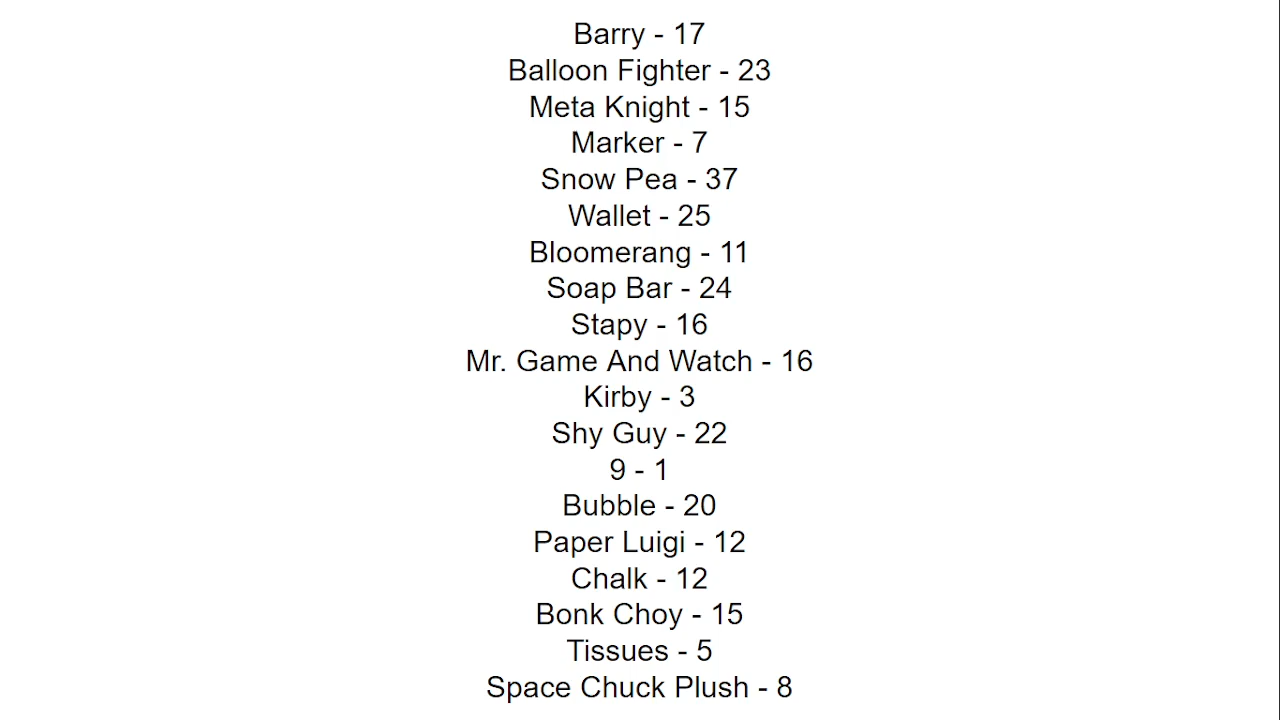 Barry - 17
Balloon Fighter - 23
Meta Knight - 15
Marker - 7
Snow Pea - 37
Wallet - 25
Bloomerang - 11
Soap Bar - 24
Stapy - 16
Mr. Game And Watch - 16
Kirby - 3
Shy Guy - 22
9 - 1
Bubble - 20
Paper Luigi - 12
Chalk - 12
Bonk Choy - 15
Tissues - 5
Space Chuck Plush - 8